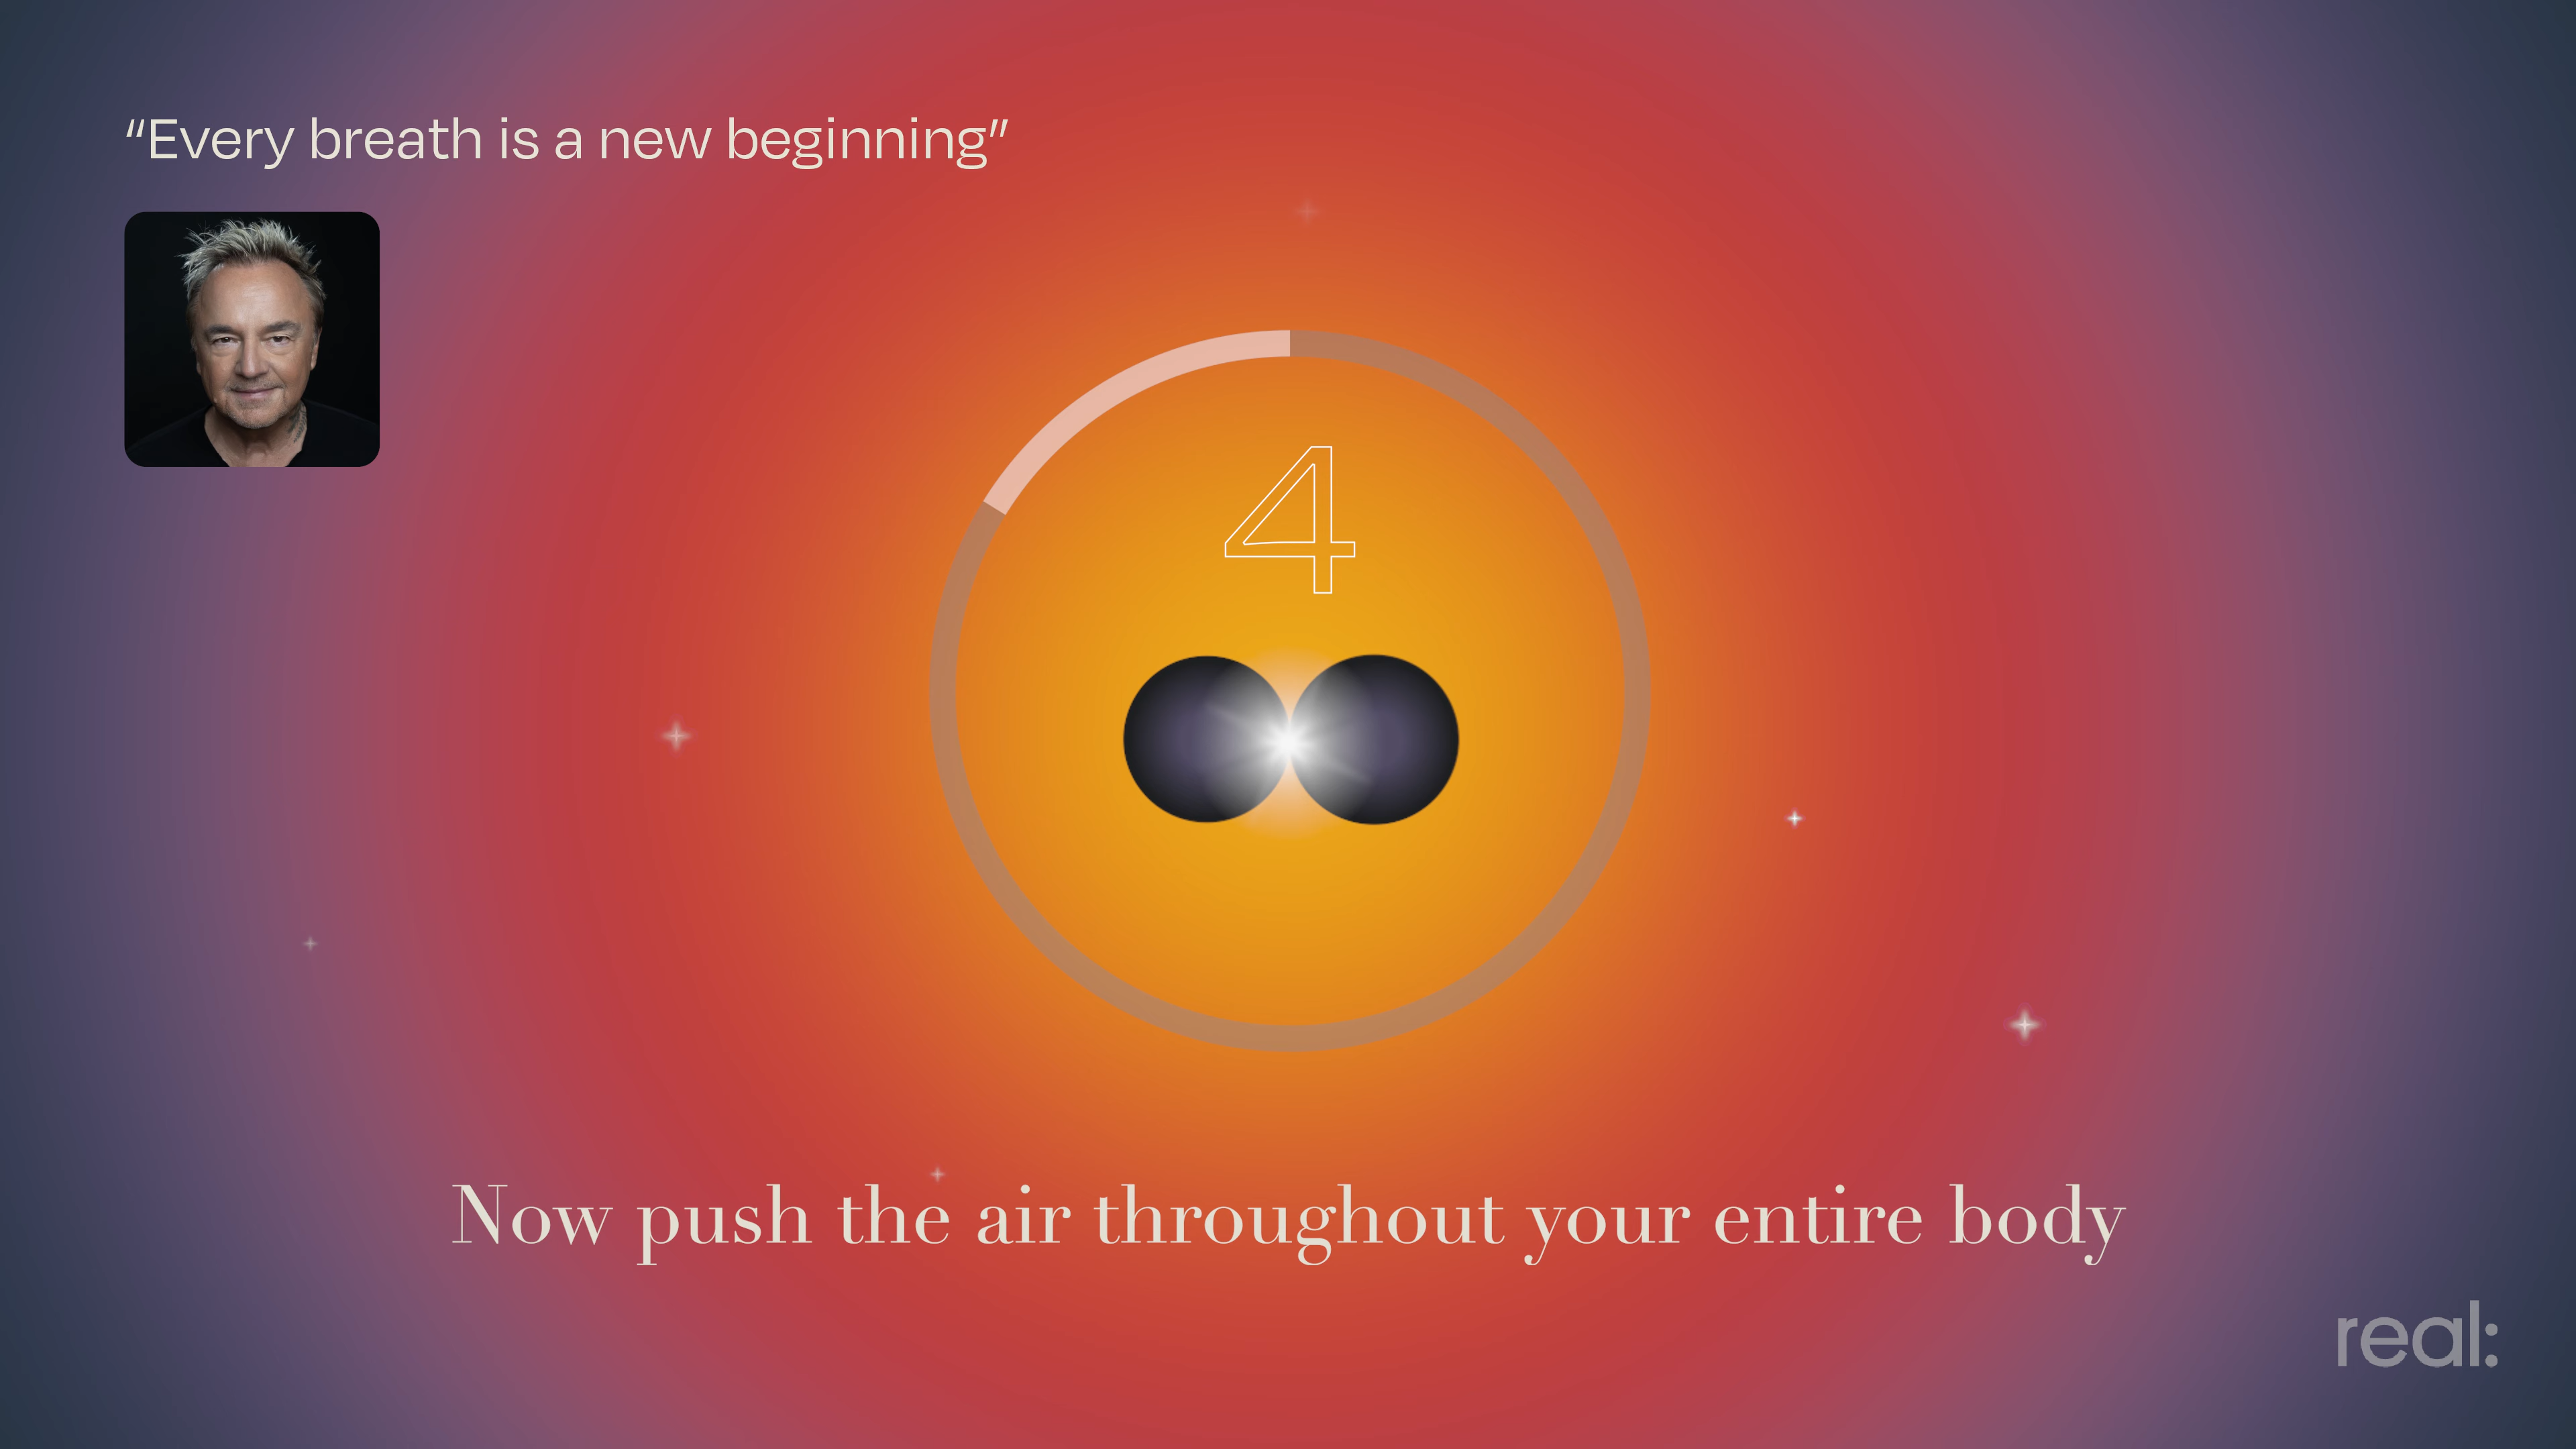 “Every breath is a new beginning”
4
Now push the air throughout your entire body
real: